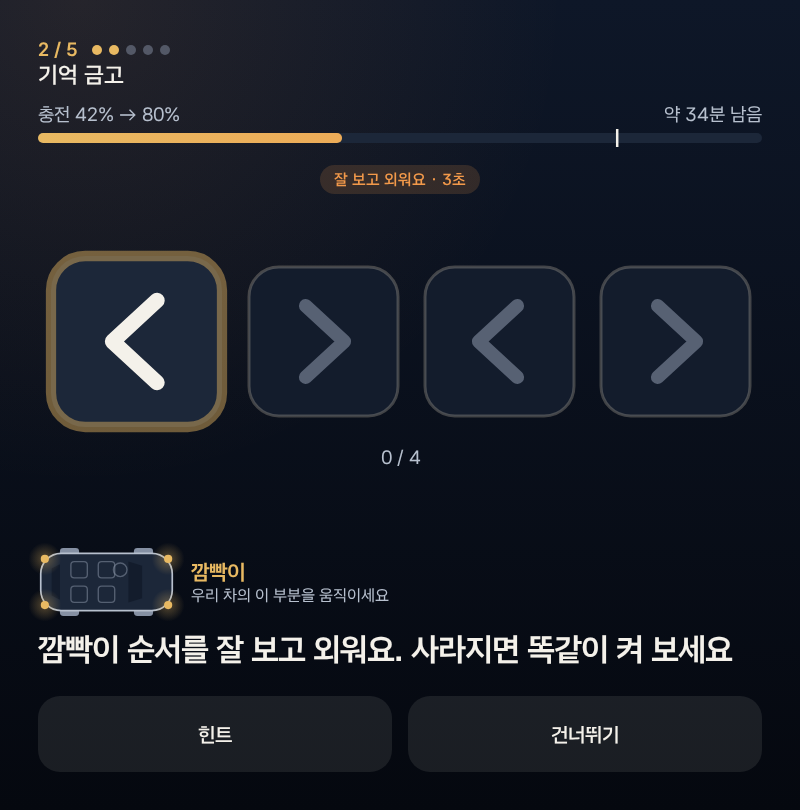 2 / 5
기억 금고
충전 42% → 80%
약 34분 남음
잘 보고 외워요 · 3초
0 / 4
깜빡이
우리 차의 이 부분을 움직이세요
깜빡이 순서를 잘 보고 외워요. 사라지면 똑같이 켜 보세요
힌트
건너뛰기